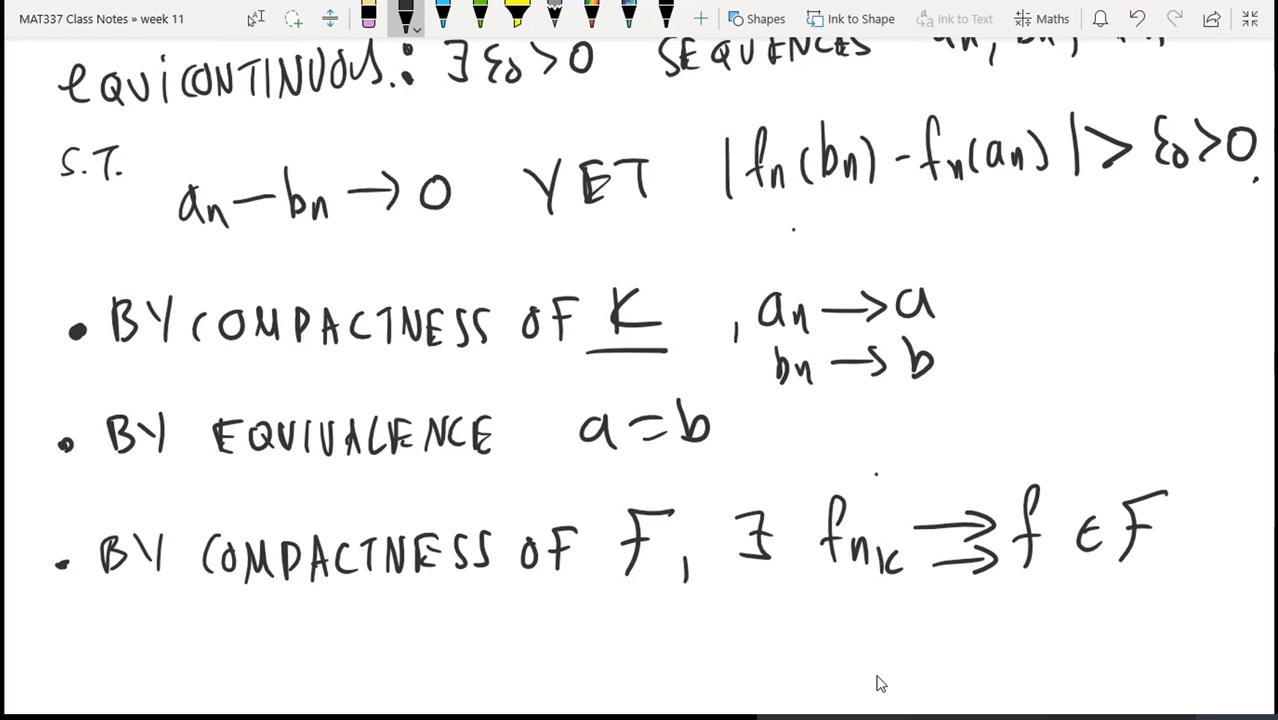 MAT337 Class Notes » week 11
Shapes Ink to Shape Ink to Text Maths
EQUICONTINUOUS: ∃ ε₀ > 0 SEQUENCES
S.T. aₙ − bₙ → 0 YET |fₙ(bₙ) − fₙ(aₙ)| > ε₀ > 0.
• BY COMPACTNESS OF K, aₙ → a
bₙ → b
• BY EQUIVALENCE a = b
• BY COMPACTNESS OF F, ∃ fₙₖ ⇉ f ∈ F